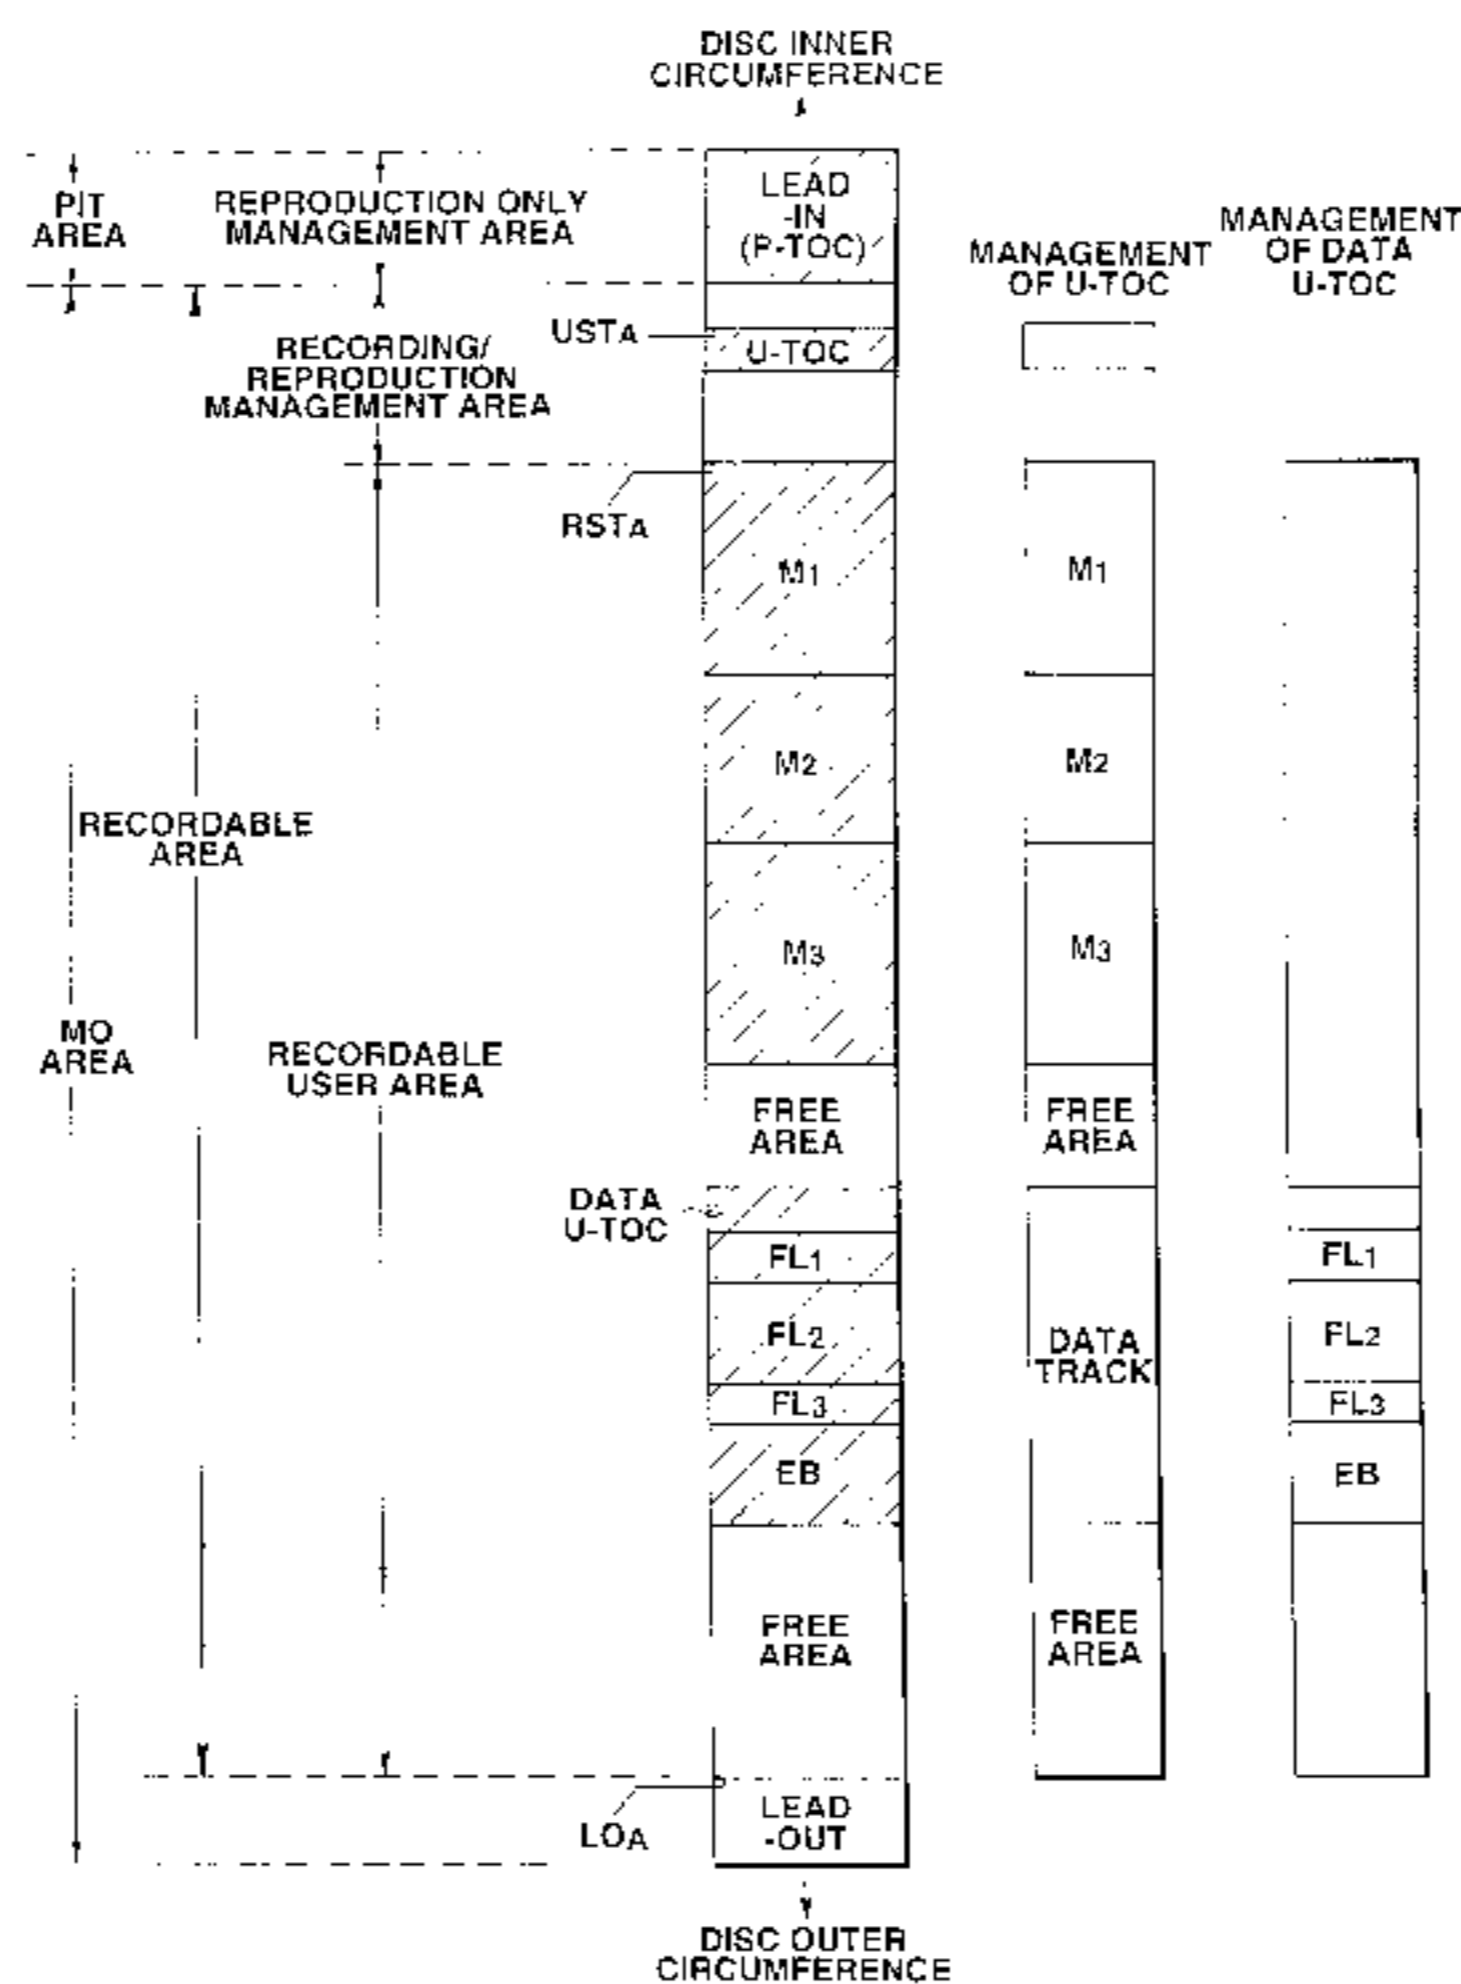 DISC INNER
CIRCUMFERENCE
PIT
AREA
REPRODUCTION ONLY
MANAGEMENT AREA
LEAD
-IN
(P-TOC)
MANAGEMENT
OF U-TOC
MANAGEMENT
OF DATA
U-TOC
RECORDING/
REPRODUCTION
MANAGEMENT AREA
USTA
U-TOC
RSTA
M1
M1
M2
M2
RECORDABLE
AREA
M3
M3
MO
AREA
RECORDABLE
USER AREA
FREE
AREA
FREE
AREA
DATA
U-TOC
FL1
FL1
FL2
DATA
TRACK
FL2
FL3
FL3
EB
EB
FREE
AREA
FREE
AREA
LOA
LEAD
-OUT
DISC OUTER
CIRCUMFERENCE